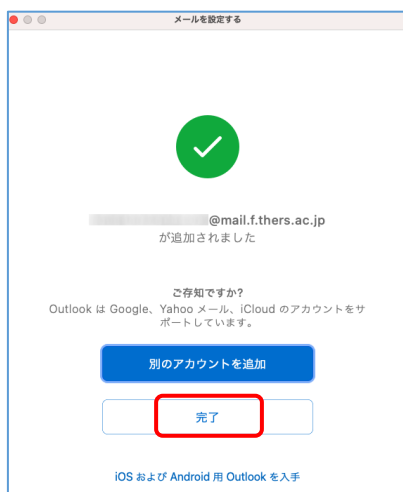 メールを設定する
@mail.f.thers.ac.jp
が追加されました
ご存知ですか?
Outlook は Google、Yahoo メール、iCloud のアカウントをサ
ポートしています。
別のアカウントを追加
完了
iOS および Android 用 Outlook を入手